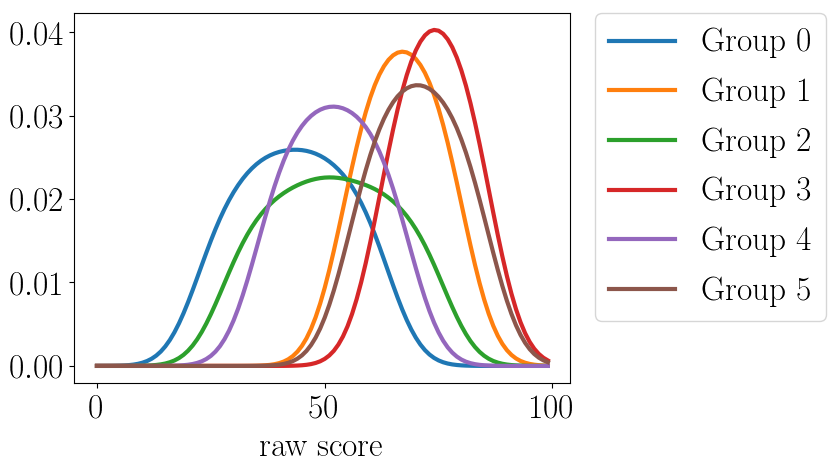 0.04
0.03
0.02
0.01
0.00
0 50 100
raw score
Group 0
Group 1
Group 2
Group 3
Group 4
Group 5